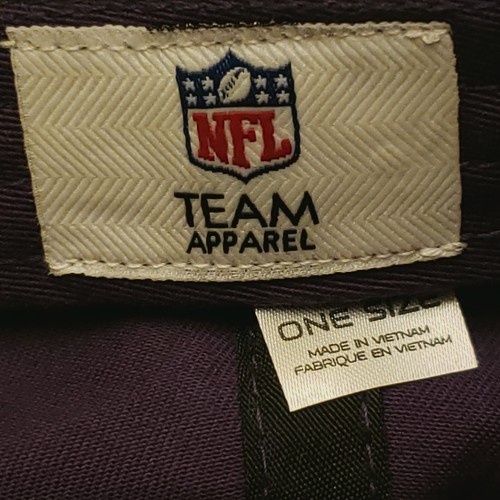 NFL
TEAM
APPAREL
ONE SIZE
MADE IN VIETNAM
FABRIQUE EN VIETNAM